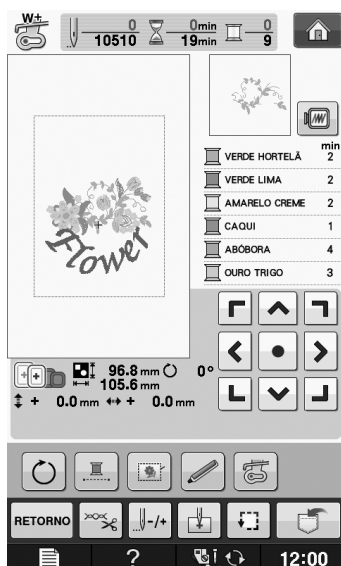 W±
0 0min 0
10510 19min 9
min
VERDE HORTELÃ 2
VERDE LIMA 2
AMARELO CREME 2
CAQUI 1
ABÓBORA 4
OURO TRIGO 3
Flower
96.8 mm 0°
105.6 mm
+ 0.0 mm + 0.0 mm
RETORNO -/+
? 12:00